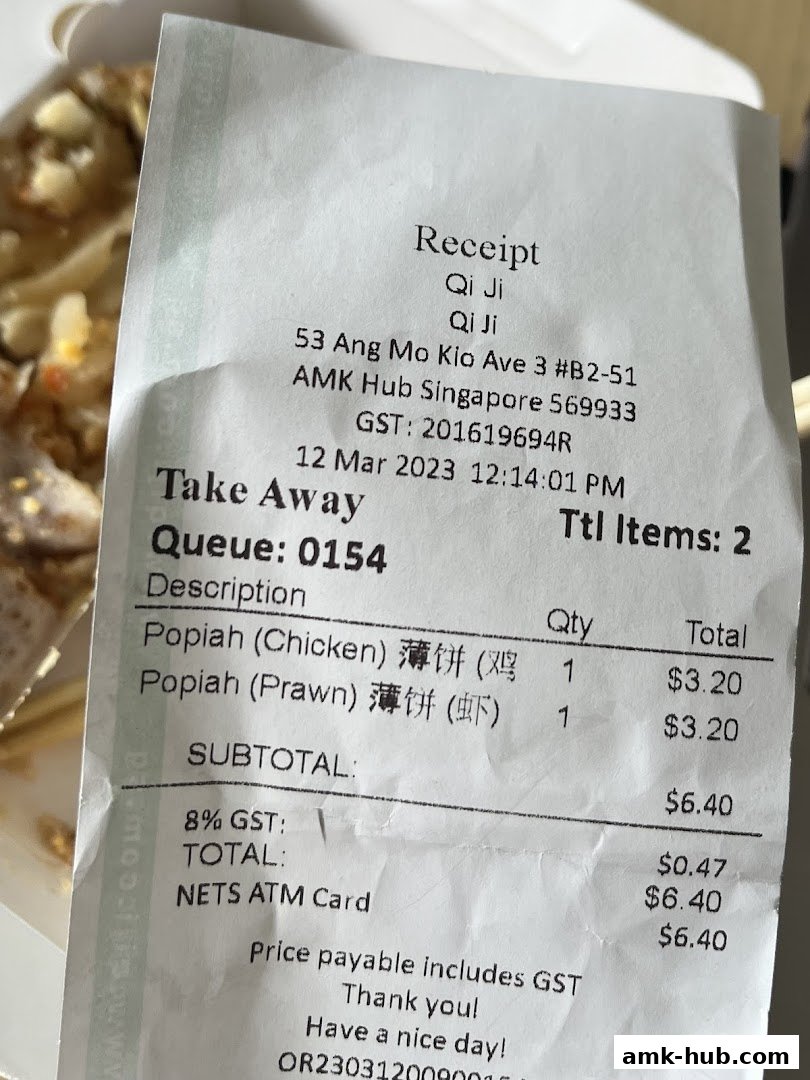 Receipt
Qi Ji
Qi Ji
53 Ang Mo Kio Ave 3 #B2-51
AMK Hub Singapore 569933
GST: 201619694R
12 Mar 2023 12:14:01 PM
Take Away
Ttl Items: 2
Queue: 0154
Description Qty Total
Popiah (Chicken) 薄饼 (鸡 1 $3.20
Popiah (Prawn) 薄饼 (虾) 1 $3.20
SUBTOTAL: $6.40
8% GST: $0.47
TOTAL: $6.40
NETS ATM Card $6.40
Price payable includes GST
Thank you!
Have a nice day!
amk-hub.com